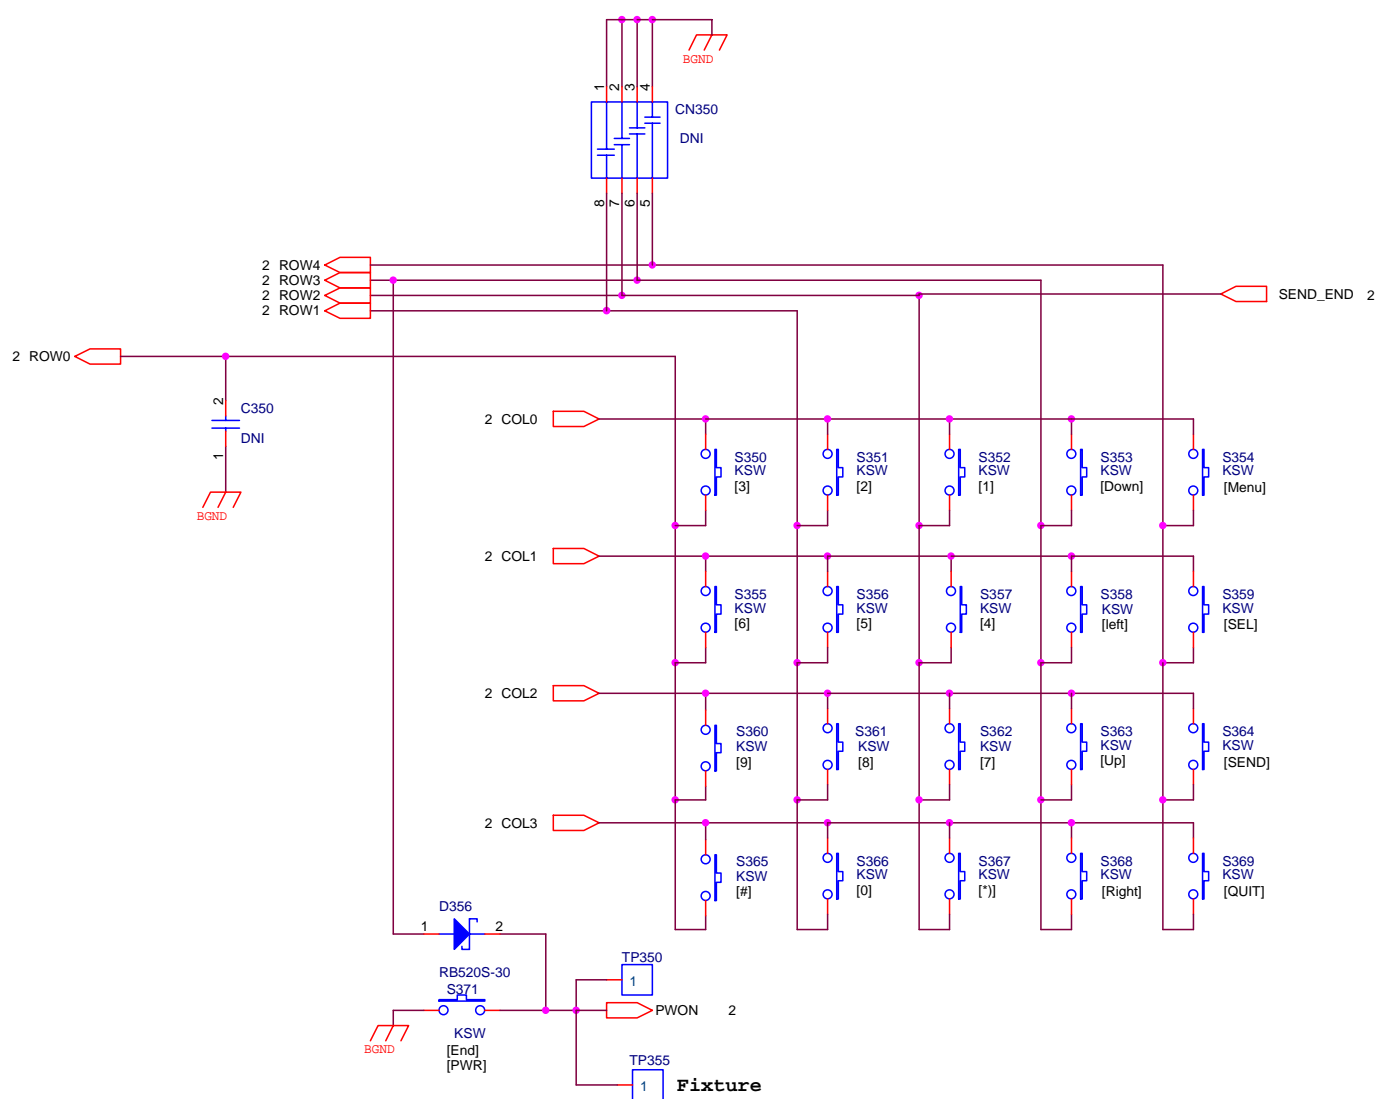 BGND
1 2 3 4
CN350
DNI
8 7 6 5
2 ROW4
2 ROW3
2 ROW2
2 ROW1
SEND_END 2
2 ROW0
2
C350
DNI
1
BGND
2 COL0
S350
KSW
[3]
S351
KSW
[2]
S352
KSW
[1]
S353
KSW
[Down]
S354
KSW
[Menu]
2 COL1
S355
KSW
[6]
S356
KSW
[5]
S357
KSW
[4]
S358
KSW
[left]
S359
KSW
[SEL]
2 COL2
S360
KSW
[9]
S361
KSW
[8]
S362
KSW
[7]
S363
KSW
[Up]
S364
KSW
[SEND]
2 COL3
S365
KSW
[#]
S366
KSW
[0]
S367
KSW
[*)]
S368
KSW
[Right]
S369
KSW
[QUIT]
D356
1 2
RB520S-30
S371
KSW
[End]
[PWR]
BGND
TP350
1
PWON 2
TP355
1 Fixture